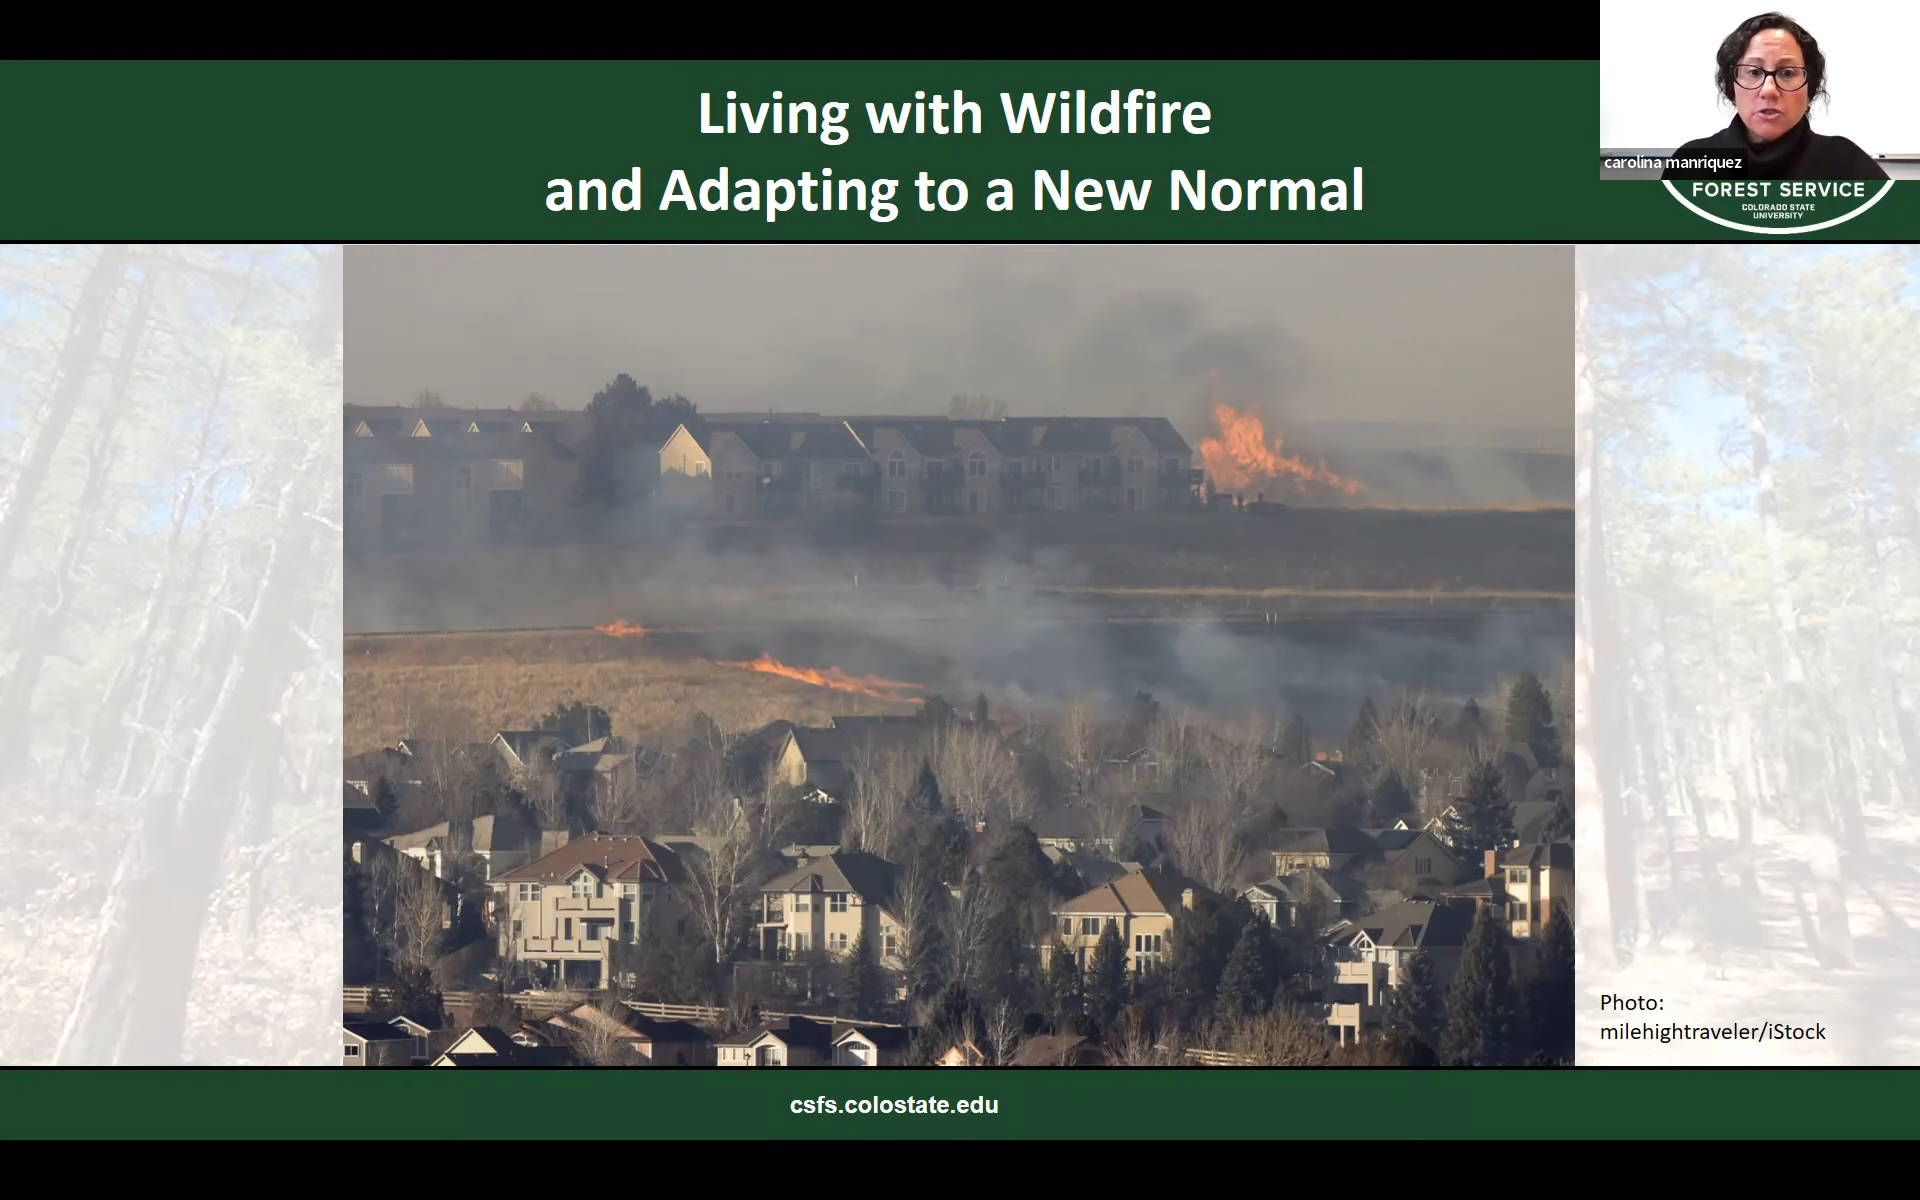 Living with Wildfire
and Adapting to a New Normal
carolina manriquez
FOREST SERVICE
COLORADO STATE
UNIVERSITY
Photo:
milehightraveler/iStock
csfs.colostate.edu